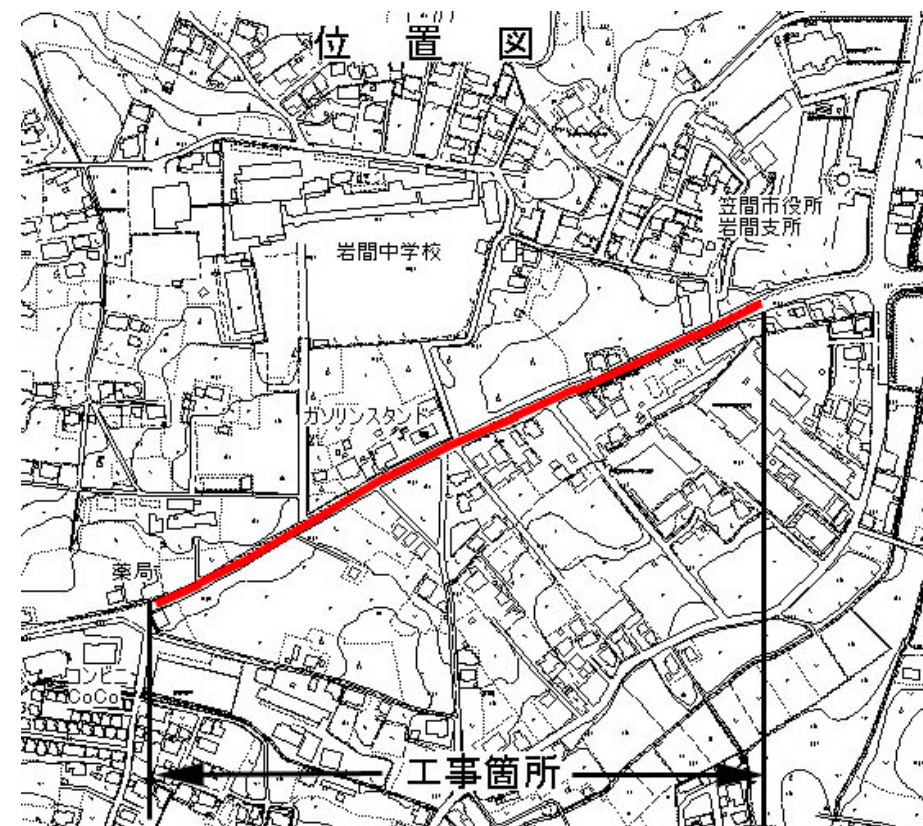 位置図
笠間市役所
岩間支所
岩間中学校
ガソリンスタンド
薬局
コンビニ
CoCo
工事箇所